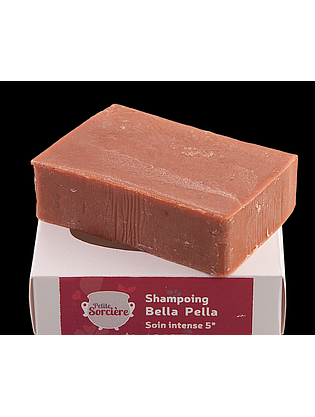 Petite
Sorcière
Shampoing
Bella Pella
Soin intense 5*